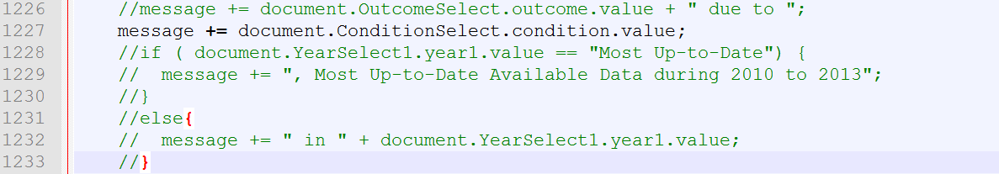 1226 //message += document.OutcomeSelect.outcome.value + " due to ";
1227 message += document.ConditionSelect.condition.value;
1228 //if ( document.YearSelect1.year1.value == "Most Up-to-Date") {
1229 //  message += ", Most Up-to-Date Available Data during 2010 to 2013";
1230 //}
1231 //else{
1232 //  message += " in " + document.YearSelect1.year1.value;
1233 //}